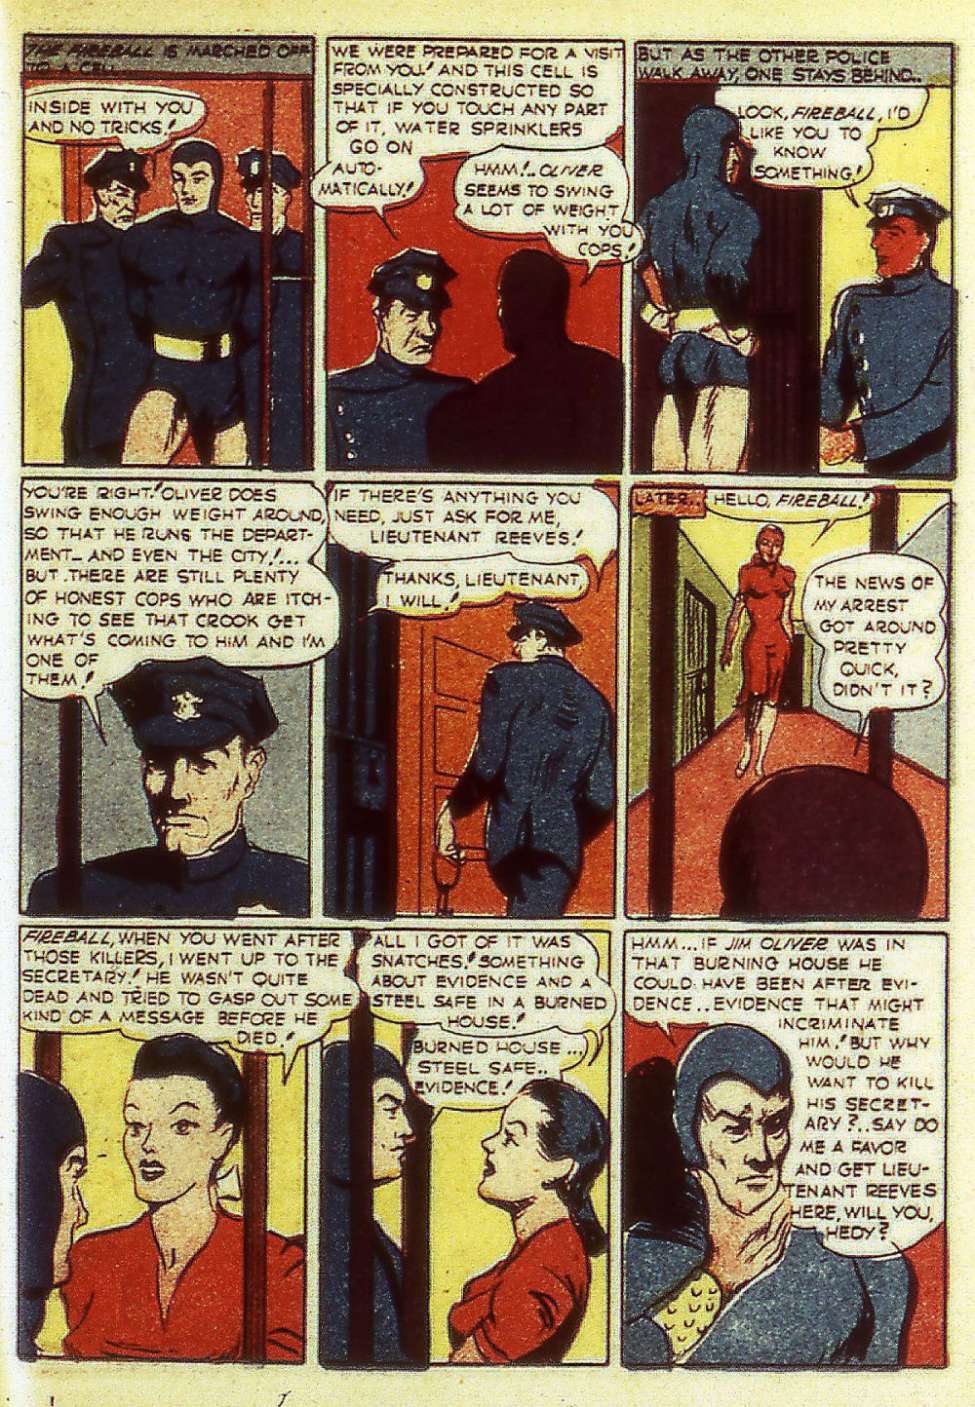 THE FIREBALL IS MARCHED OFF
TO A CELL...
INSIDE WITH YOU
AND NO TRICKS!
WE WERE PREPARED FOR A VISIT
FROM YOU! AND THIS CELL IS
SPECIALLY CONSTRUCTED SO
THAT IF YOU TOUCH ANY PART
OF IT, WATER SPRINKLERS
GO ON
AUTO-
MATICALLY!
HMM!.. OLIVER
SEEMS TO SWING
A LOT OF WEIGHT
WITH YOU
COPS!
BUT AS THE OTHER POLICE
WALK AWAY, ONE STAYS BEHIND..
LOOK, FIREBALL, I'D
LIKE YOU TO
KNOW
SOMETHING!
YOU'RE RIGHT! OLIVER DOES
SWING ENOUGH WEIGHT AROUND,
SO THAT HE RUNS THE DEPART-
MENT_ AND EVEN THE CITY!...
BUT THERE ARE STILL PLENTY
OF HONEST COPS WHO ARE ITCH-
ING TO SEE THAT CROOK GET
WHAT'S COMING TO HIM AND I'M
ONE OF
THEM!
IF THERE'S ANYTHING YOU
NEED, JUST ASK FOR ME,
LIEUTENANT REEVES!
THANKS, LIEUTENANT,
I WILL!
LATER..
HELLO, FIREBALL!
THE NEWS OF
MY ARREST
GOT AROUND
PRETTY
QUICK,
DIDN'T IT?
FIREBALL, WHEN YOU WENT AFTER
THOSE KILLERS, I WENT UP TO THE
SECRETARY! HE WASN'T QUITE
DEAD AND TRIED TO GASP OUT SOME
KIND OF A MESSAGE BEFORE HE
DIED!
ALL I GOT OF IT WAS
SNATCHES! SOMETHING
ABOUT EVIDENCE AND A
STEEL SAFE IN A BURNED
HOUSE!
BURNED HOUSE...
STEEL SAFE..
EVIDENCE!
HMM...IF JIM OLIVER WAS IN
THAT BURNING HOUSE HE
COULD HAVE BEEN AFTER EVI-
DENCE..EVIDENCE THAT MIGHT
INCRIMINATE
HIM! BUT WHY
WOULD HE
WANT TO KILL
HIS SECRET-
ARY?..SAY DO
ME A FAVOR
AND GET LIEU-
TENANT REEVES
HERE, WILL YOU,
HEDY?